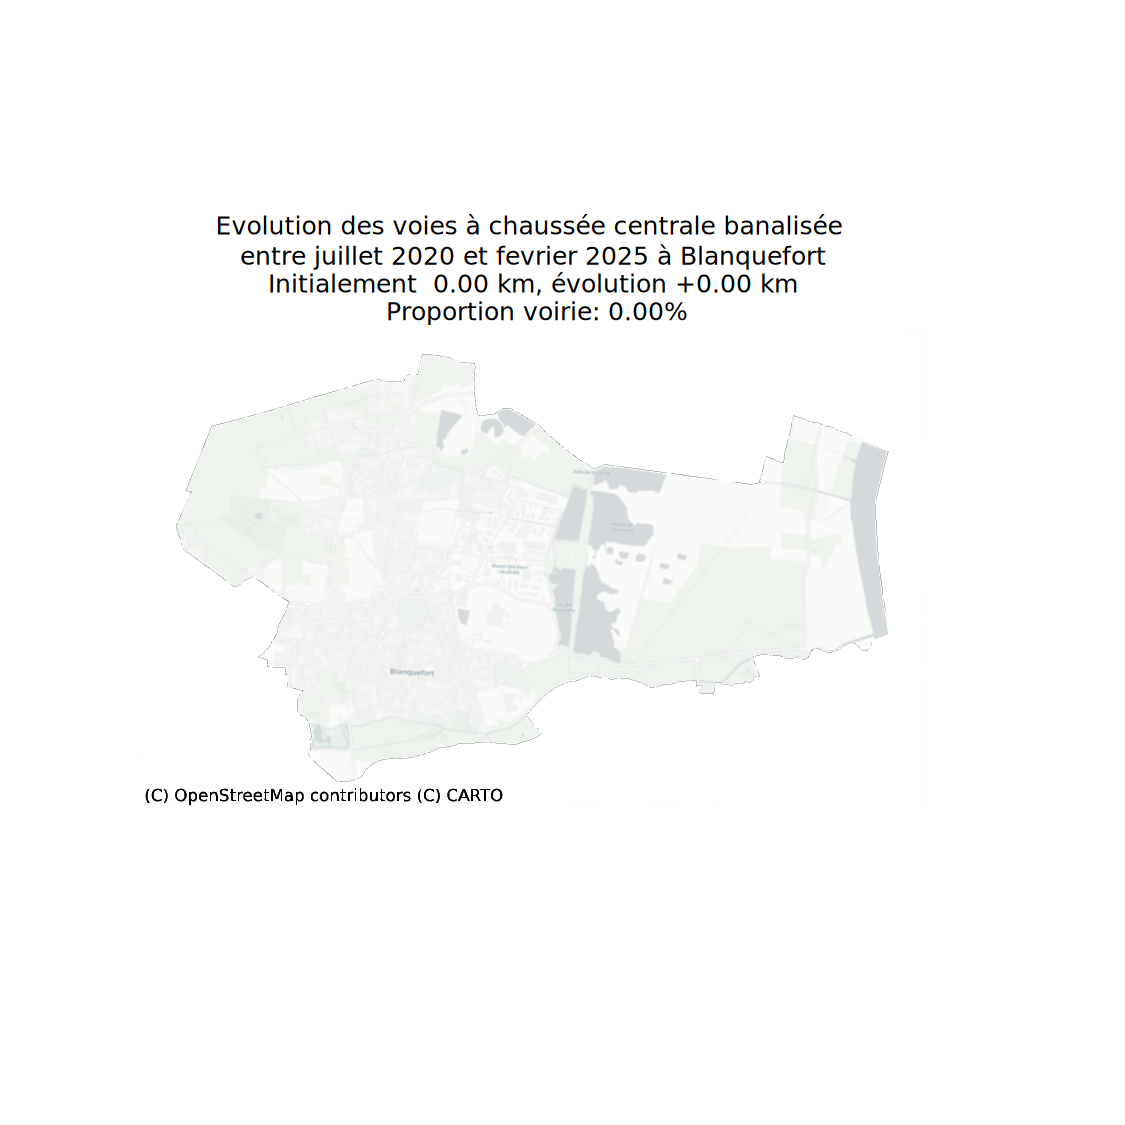 Evolution des voies à chaussée centrale banalisée
entre juillet 2020 et fevrier 2025 à Blanquefort
Initialement  0.00 km, évolution +0.00 km
Proportion voirie: 0.00%
Blanquefort
(C) OpenStreetMap contributors (C) CARTO